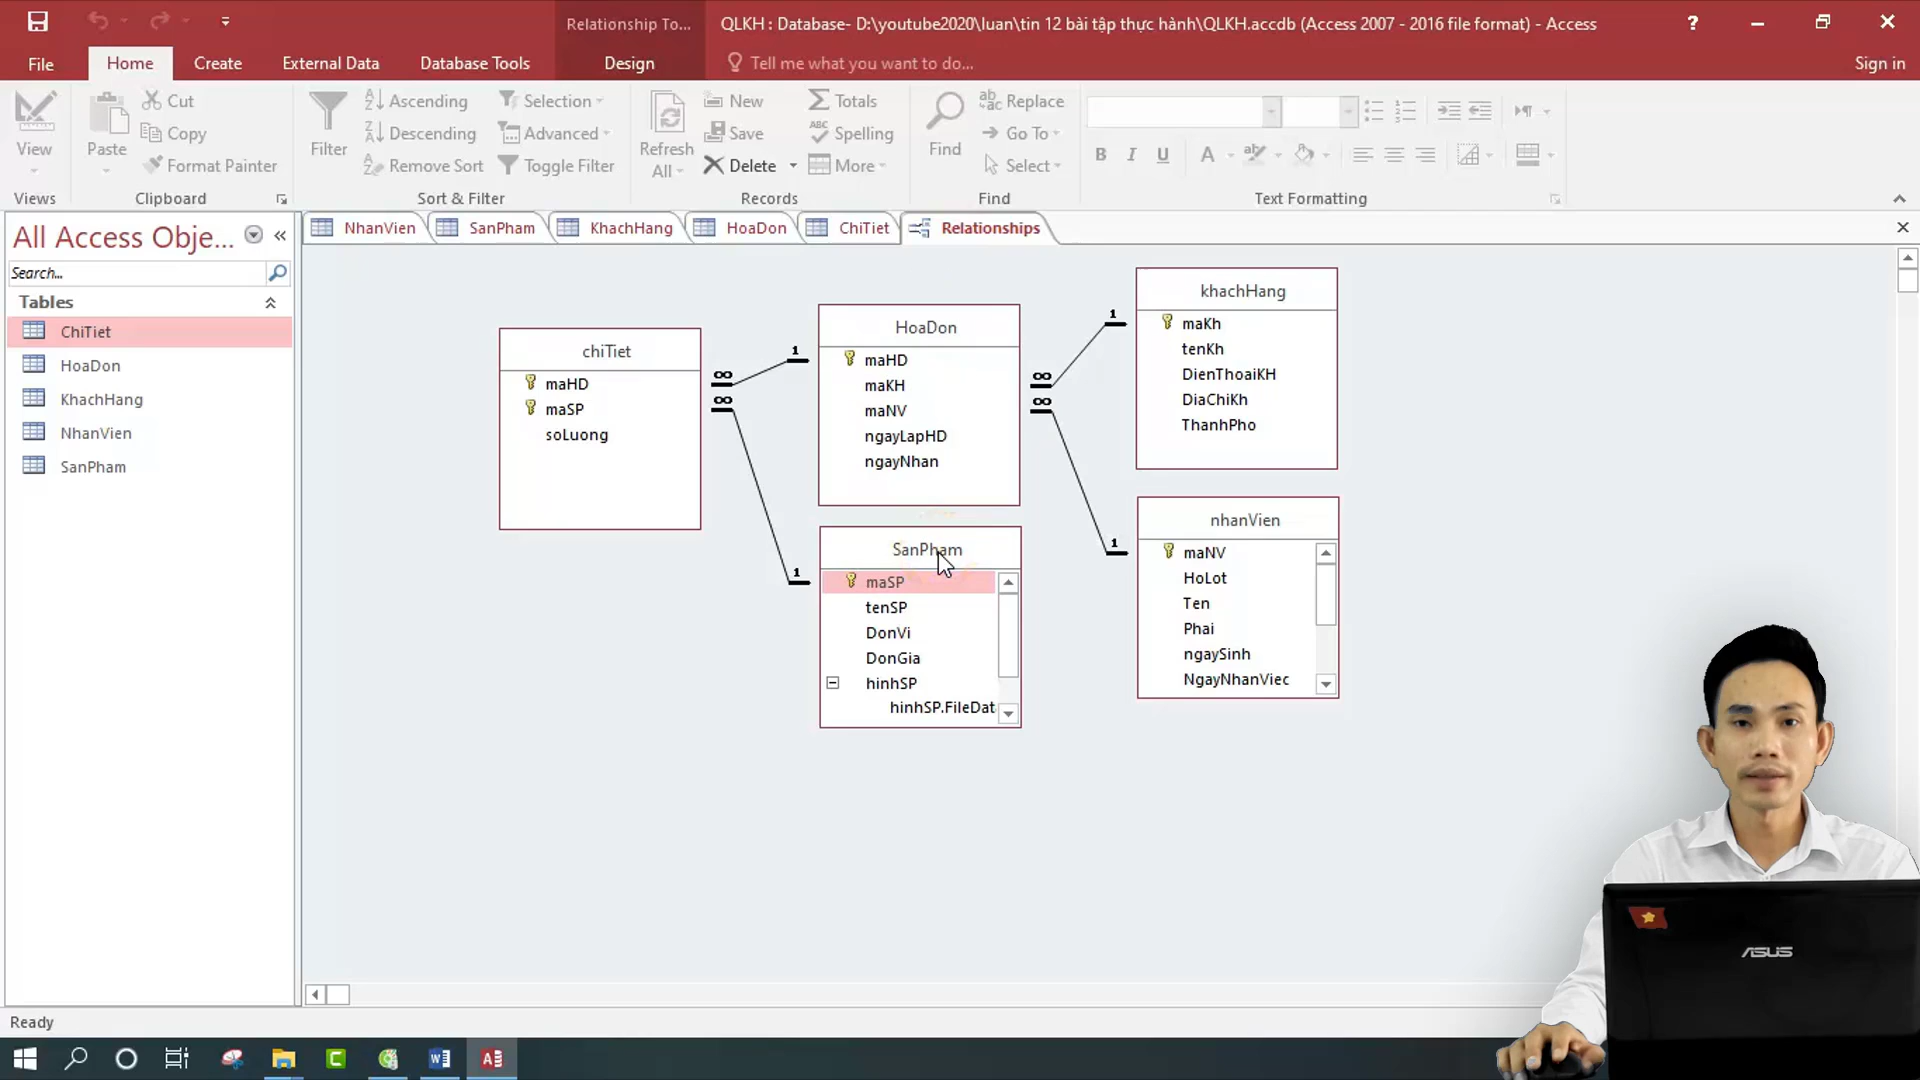 Relationship To...
QLKH : Database- D:\youtube2020\luan\tin 12 bài tập thực hành\QLKH.accdb (Access 2007 - 2016 file format) - Access
?
File
Home
Create
External Data
Database Tools
Design
Tell me what you want to do...
Sign in
View
Views
Paste
Cut
Copy
Format Painter
Clipboard
Filter
Ascending
Descending
Remove Sort
Selection
Advanced
Toggle Filter
Sort & Filter
Refresh
All
New
Save
Delete
Totals
Spelling
More
Records
Find
Replace
Go To
Select
Find
B I U
A
Text Formatting
All Access Obje...
Search...
Tables
ChiTiet
HoaDon
KhachHang
NhanVien
SanPham
NhanVien
SanPham
KhachHang
HoaDon
ChiTiet
Relationships
chiTiet
maHD
maSP
soLuong
∞
∞
1
1
HoaDon
maHD
maKH
maNV
ngayLapHD
ngayNhan
∞
∞
1
1
SanPham
maSP
tenSP
DonVi
DonGia
hinhSP
hinhSP.FileDat
khachHang
maKh
tenKh
DienThoaiKH
DiaChiKh
ThanhPho
nhanVien
maNV
HoLot
Ten
Phai
ngaySinh
NgayNhanViec
ASUS
Ready